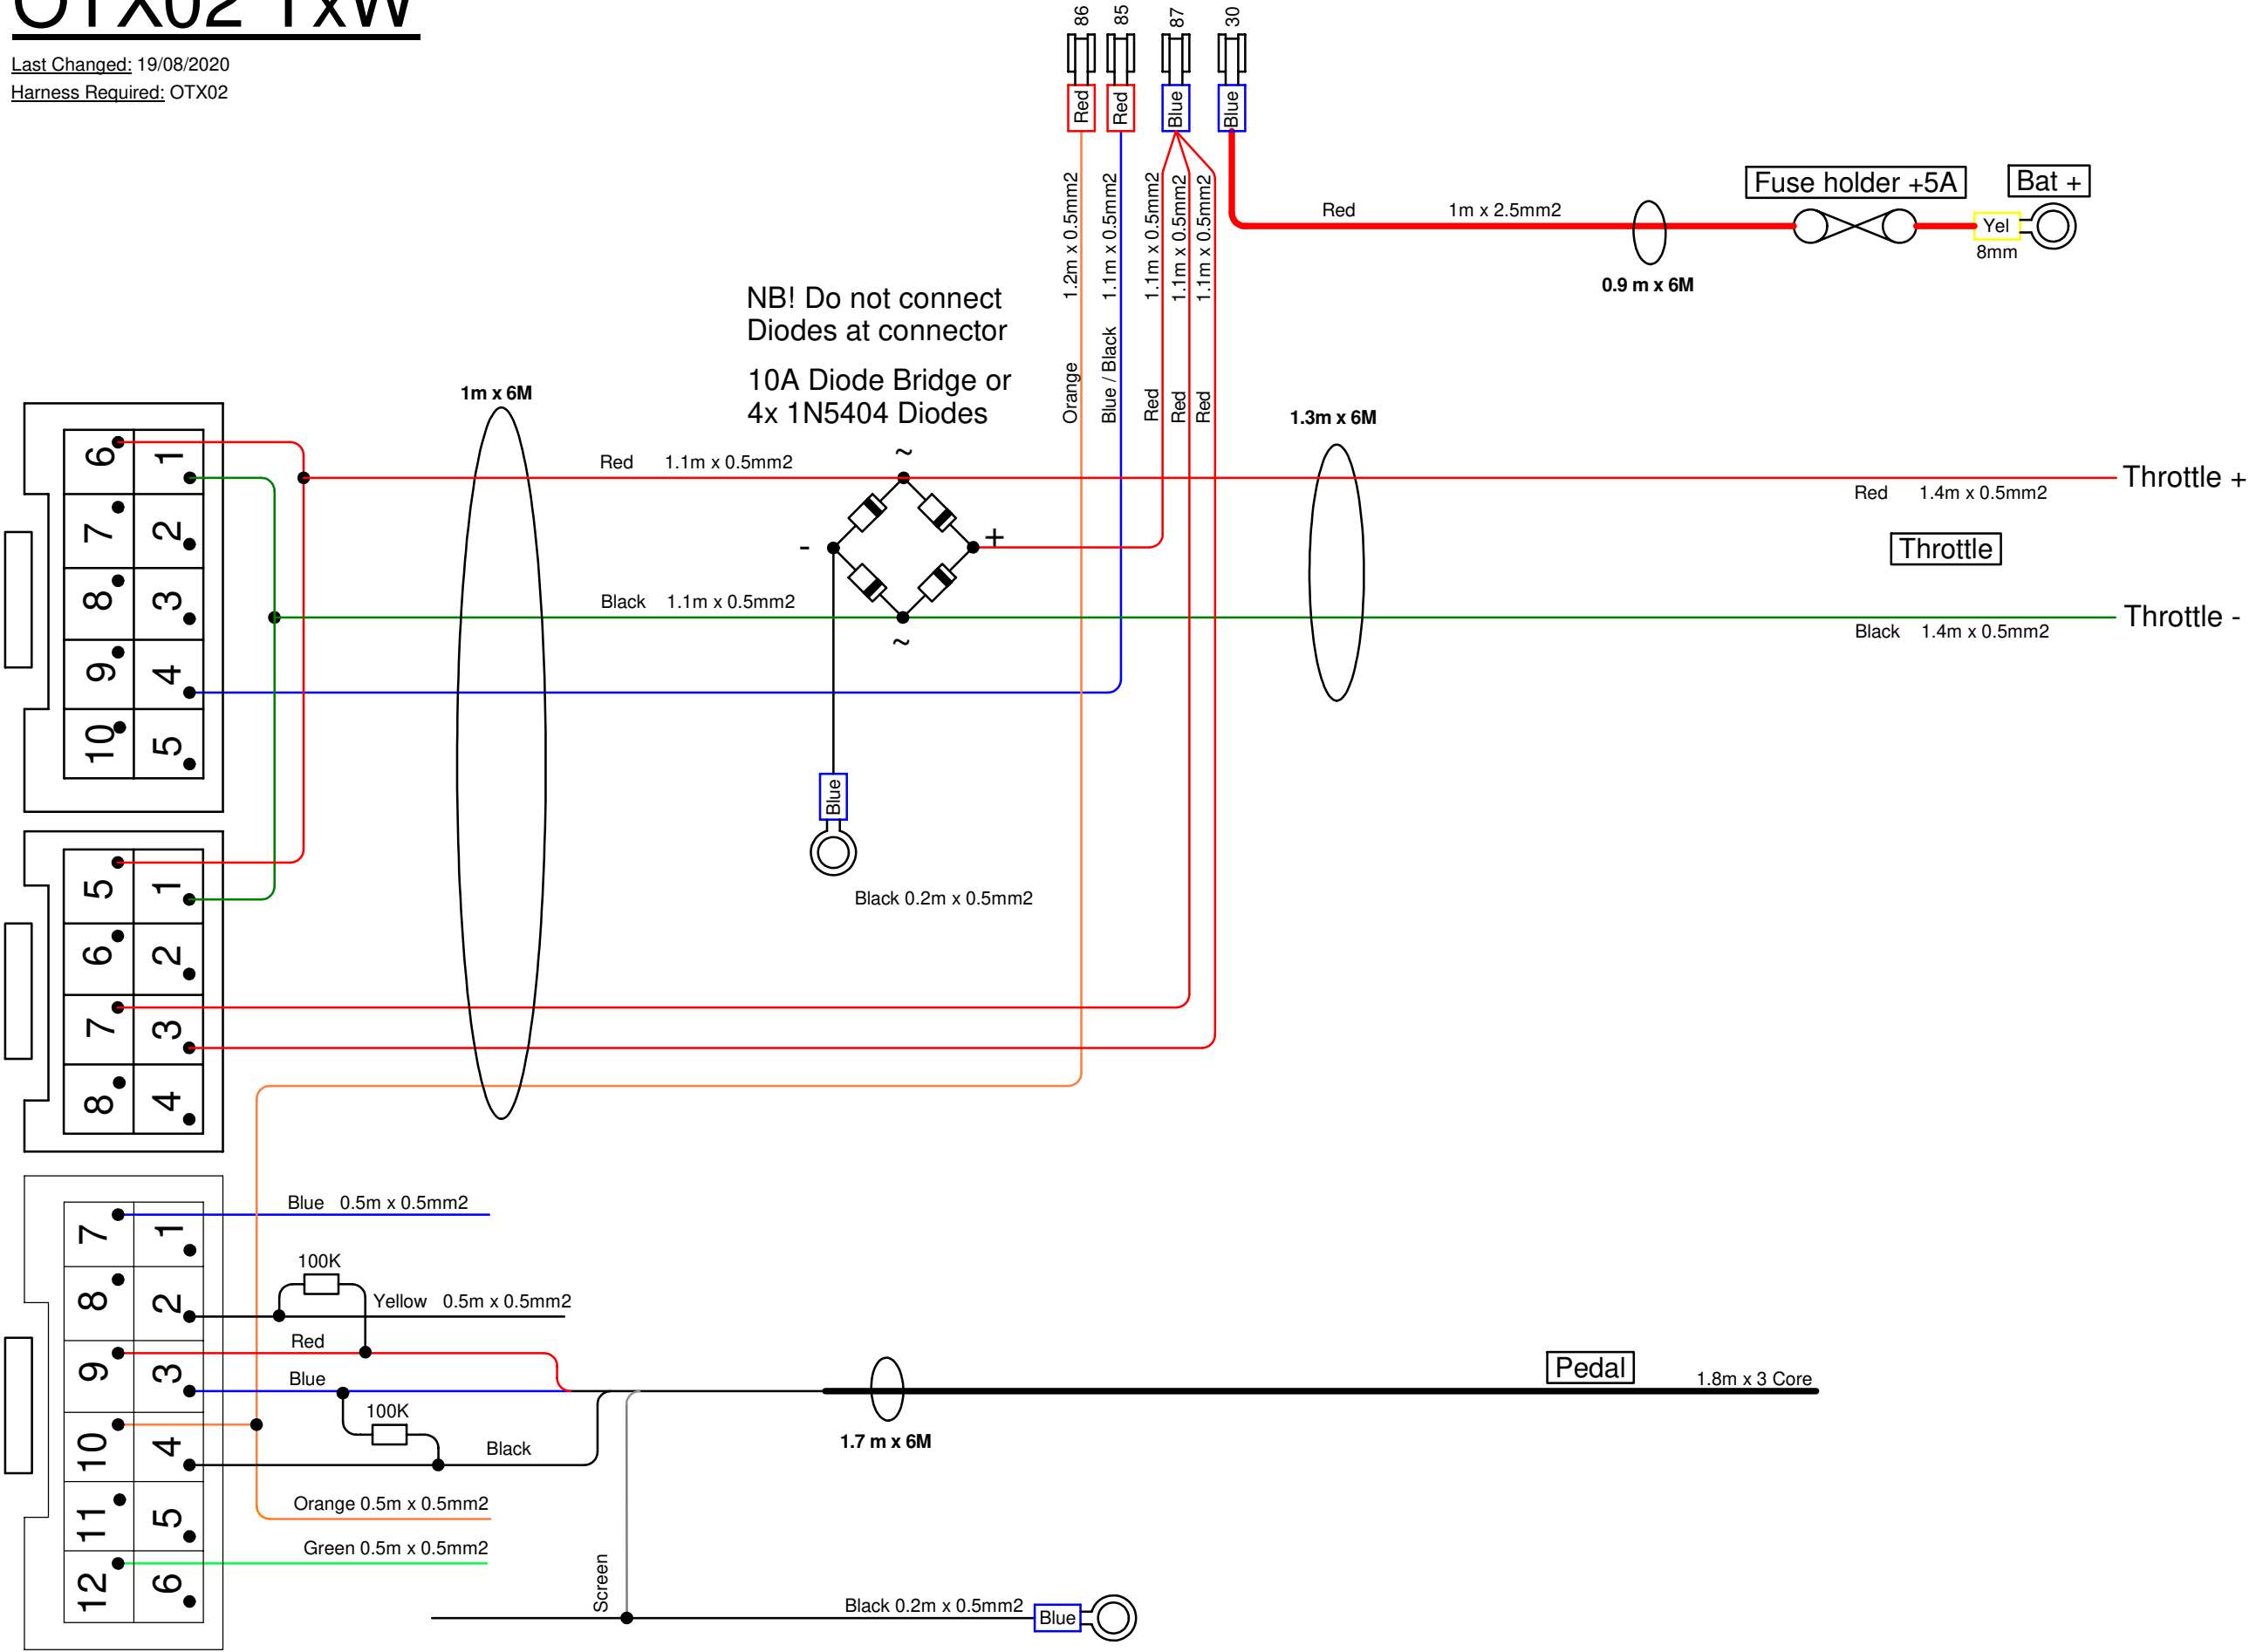 OTX02 TxW
Last Changed: 19/08/2020
Harness Required: OTX02
86
85
87
30
Red
Red
Blue
Blue
1.2m x 0.5mm2
1.1m x 0.5mm2
1.1m x 0.5mm2
1.1m x 0.5mm2
1.1m x 0.5mm2
Orange
Blue / Black
Red
Red
Red
Red 1m x 2.5mm2
0.9 m x 6M
Fuse holder +5A
Bat +
Yel
8mm
NB! Do not connect
Diodes at connector
10A Diode Bridge or
4x 1N5404 Diodes
1m x 6M
1.3m x 6M
Red 1.1m x 0.5mm2
~
- +
Black 1.1m x 0.5mm2
~
Throttle +
Red 1.4m x 0.5mm2
Throttle
Throttle -
Black 1.4m x 0.5mm2
Blue
Black 0.2m x 0.5mm2
6 1
7 2
8 3
9 4
10 5
5 1
6 2
7 3
8 4
7 1
8 2
9 3
10 4
11 5
12 6
Blue 0.5m x 0.5mm2
100K
Yellow 0.5m x 0.5mm2
Red
Blue
100K
Black
Orange 0.5m x 0.5mm2
Green 0.5m x 0.5mm2
Screen
1.7 m x 6M
Pedal
1.8m x 3 Core
Black 0.2m x 0.5mm2
Blue